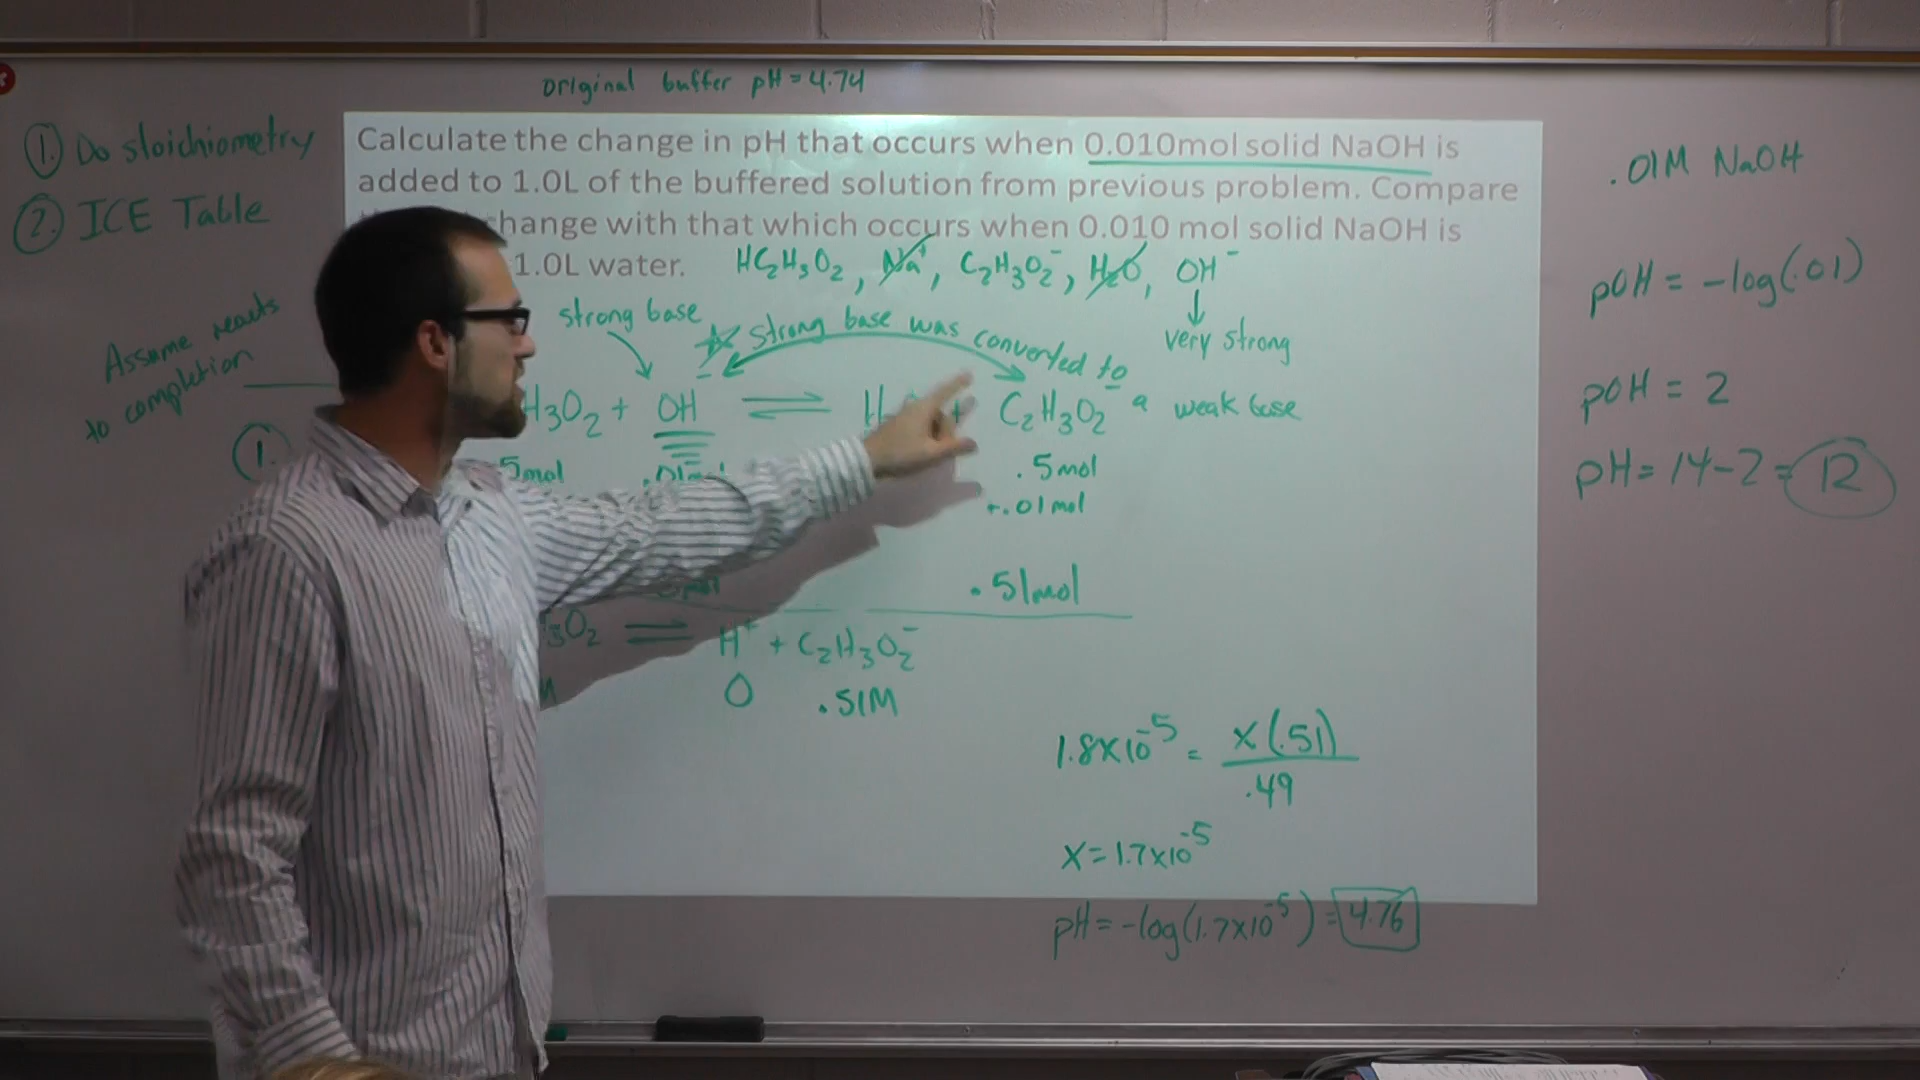 original buffer pH = 4.74
1. Do stoichiometry
2. ICE Table
Calculate the change in pH that occurs when 0.010mol solid NaOH is
added to 1.0L of the buffered solution from previous problem. Compare
hange with that which occurs when 0.010 mol solid NaOH is
1.0L water.
HC₂H₃O₂, Na⁺, C₂H₃O₂⁻, H₂O, OH⁻
very strong
Assume reacts
to completion
strong base
strong base was converted to
a weak base
1.
H₃O₂ + OH⁻ ⇌ H + C₂H₃O₂⁻
5mol .01mol .5mol
+.01mol
.51mol
₃O₂ ⇌ H⁺ + C₂H₃O₂⁻
0 .51M
1.8x10⁻⁵ = x(.51)
.49
x=1.7x10⁻⁵
pH = -log(1.7x10⁻⁵) = 4.76
.01M NaOH
pOH = -log(.01)
pOH = 2
pH = 14-2 = 12